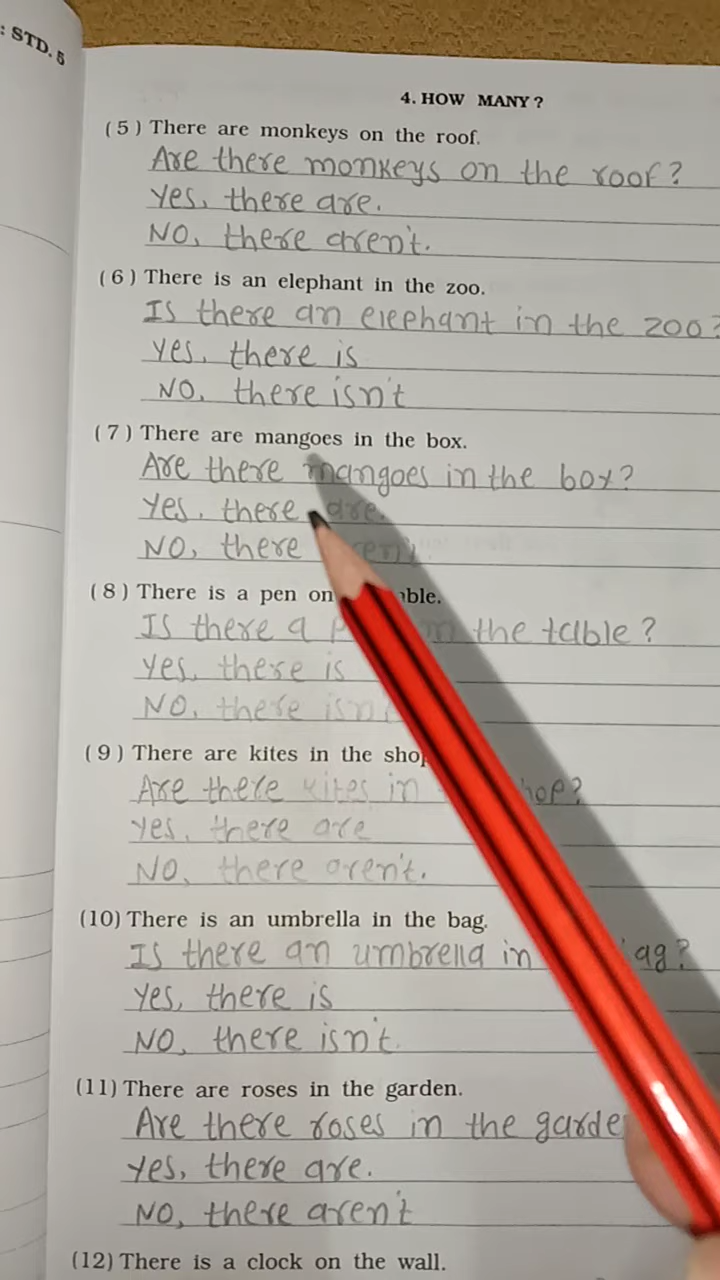 : STD. 5
4. HOW MANY ?
(5) There are monkeys on the roof.
Are there monkeys on the roof?
Yes, there are.
NO, there aren't.
(6) There is an elephant in the zoo.
Is there an elephant in the zoo?
Yes, there is
NO, there isn't
(7) There are mangoes in the box.
Are there mangoes in the box?
Yes, there are.
NO, there
(8) There is a pen on
Is there a the table?
Yes, there is
NO, there
(9) There are kites in the
Are there kites in
Yes, there are
NO, there aren't.
(10) There is an umbrella in the bag.
Is there an umbrella in
Yes, there is
NO, there isn't.
(11) There are roses in the garden.
Are there roses in the
Yes, there are.
NO, there aren't
(12) There is a clock on the wall.